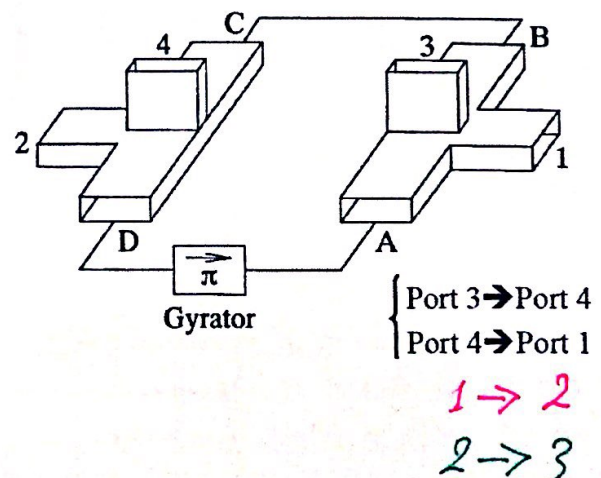 C
B
4
3
2
1
D
A
π
Gyrator
Port 3➔Port 4
Port 4➔Port 1
1 → 2
2 → 3